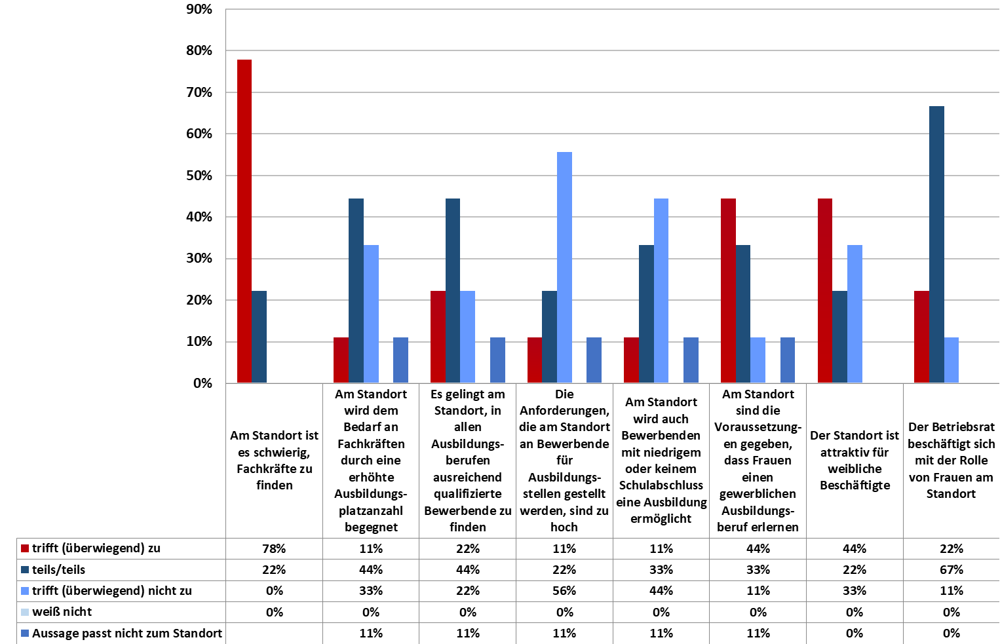 90%
80%
70%
60%
50%
40%
30%
20%
10%
0%
Am Standort ist
es schwierig,
Fachkräfte zu
finden
Am Standort
wird dem
Bedarf an
Fachkräften
durch eine
erhöhte
Ausbildungs-
platzanzahl
begegnet
Es gelingt am
Standort, in
allen
Ausbildungs-
berufen
ausreichend
qualifizierte
Bewerbende zu
finden
Die
Anforderungen,
die am Standort
an Bewerbende
für
Ausbildungs-
stellen gestellt
werden, sind zu
hoch
Am Standort
wird auch
Bewerbenden
mit niedrigem
oder keinem
Schulabschluss
eine Ausbildung
ermöglicht
Am Standort
sind die
Voraussetzung-
en gegeben,
dass Frauen
einen
gewerblichen
Ausbildungs-
beruf erlernen
Der Standort ist
attraktiv für
weibliche
Beschäftigte
Der Betriebsrat
beschäftigt sich
mit der Rolle
von Frauen am
Standort
trifft (überwiegend) zu 78% 11% 22% 11% 11% 44% 44% 22%
teils/teils 22% 44% 44% 22% 33% 33% 22% 67%
trifft (überwiegend) nicht zu 0% 33% 22% 56% 44% 11% 33% 11%
weiß nicht 0% 0% 0% 0% 0% 0% 0% 0%
Aussage passt nicht zum Standort 11% 11% 11% 11% 11% 0% 0%